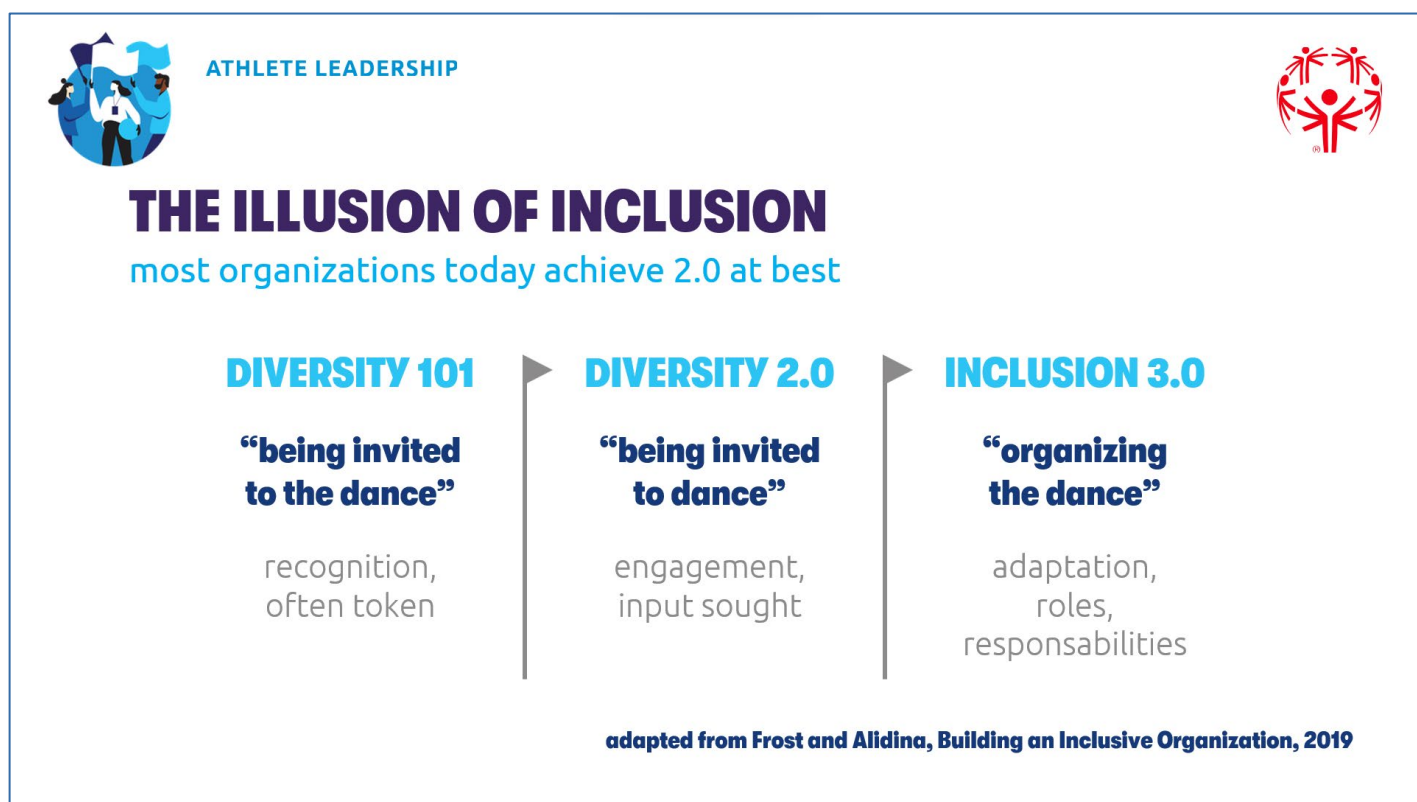 ATHLETE LEADERSHIP
THE ILLUSION OF INCLUSION
most organizations today achieve 2.0 at best
DIVERSITY 101
“being invited
to the dance”
recognition,
often token
DIVERSITY 2.0
“being invited
to dance”
engagement,
input sought
INCLUSION 3.0
“organizing
the dance”
adaptation,
roles,
responsabilities
®
adapted from Frost and Alidina, Building an Inclusive Organization, 2019